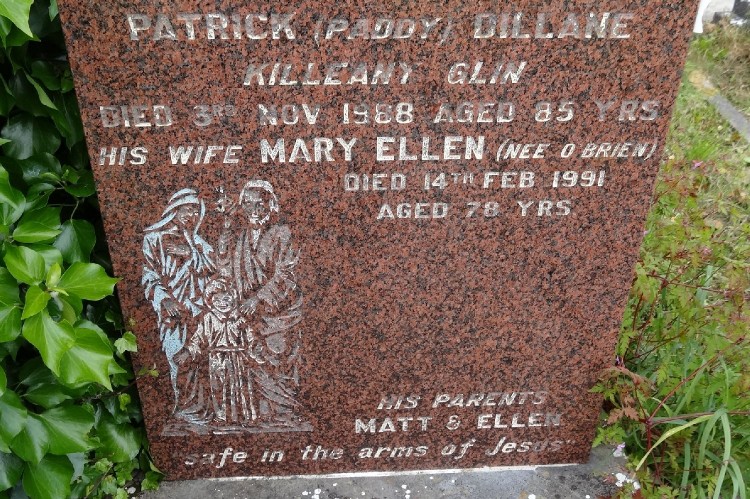 PATRICK (PADDY) DILLANE
KILLEANY GLIN
DIED 3RD NOV 1988 AGED 85 YRS
HIS WIFE MARY ELLEN (NEE O BRIEN)
DIED 14TH FEB 1991
AGED 78 YRS
HIS PARENTS
MATT & ELLEN
safe in the arms of Jesus